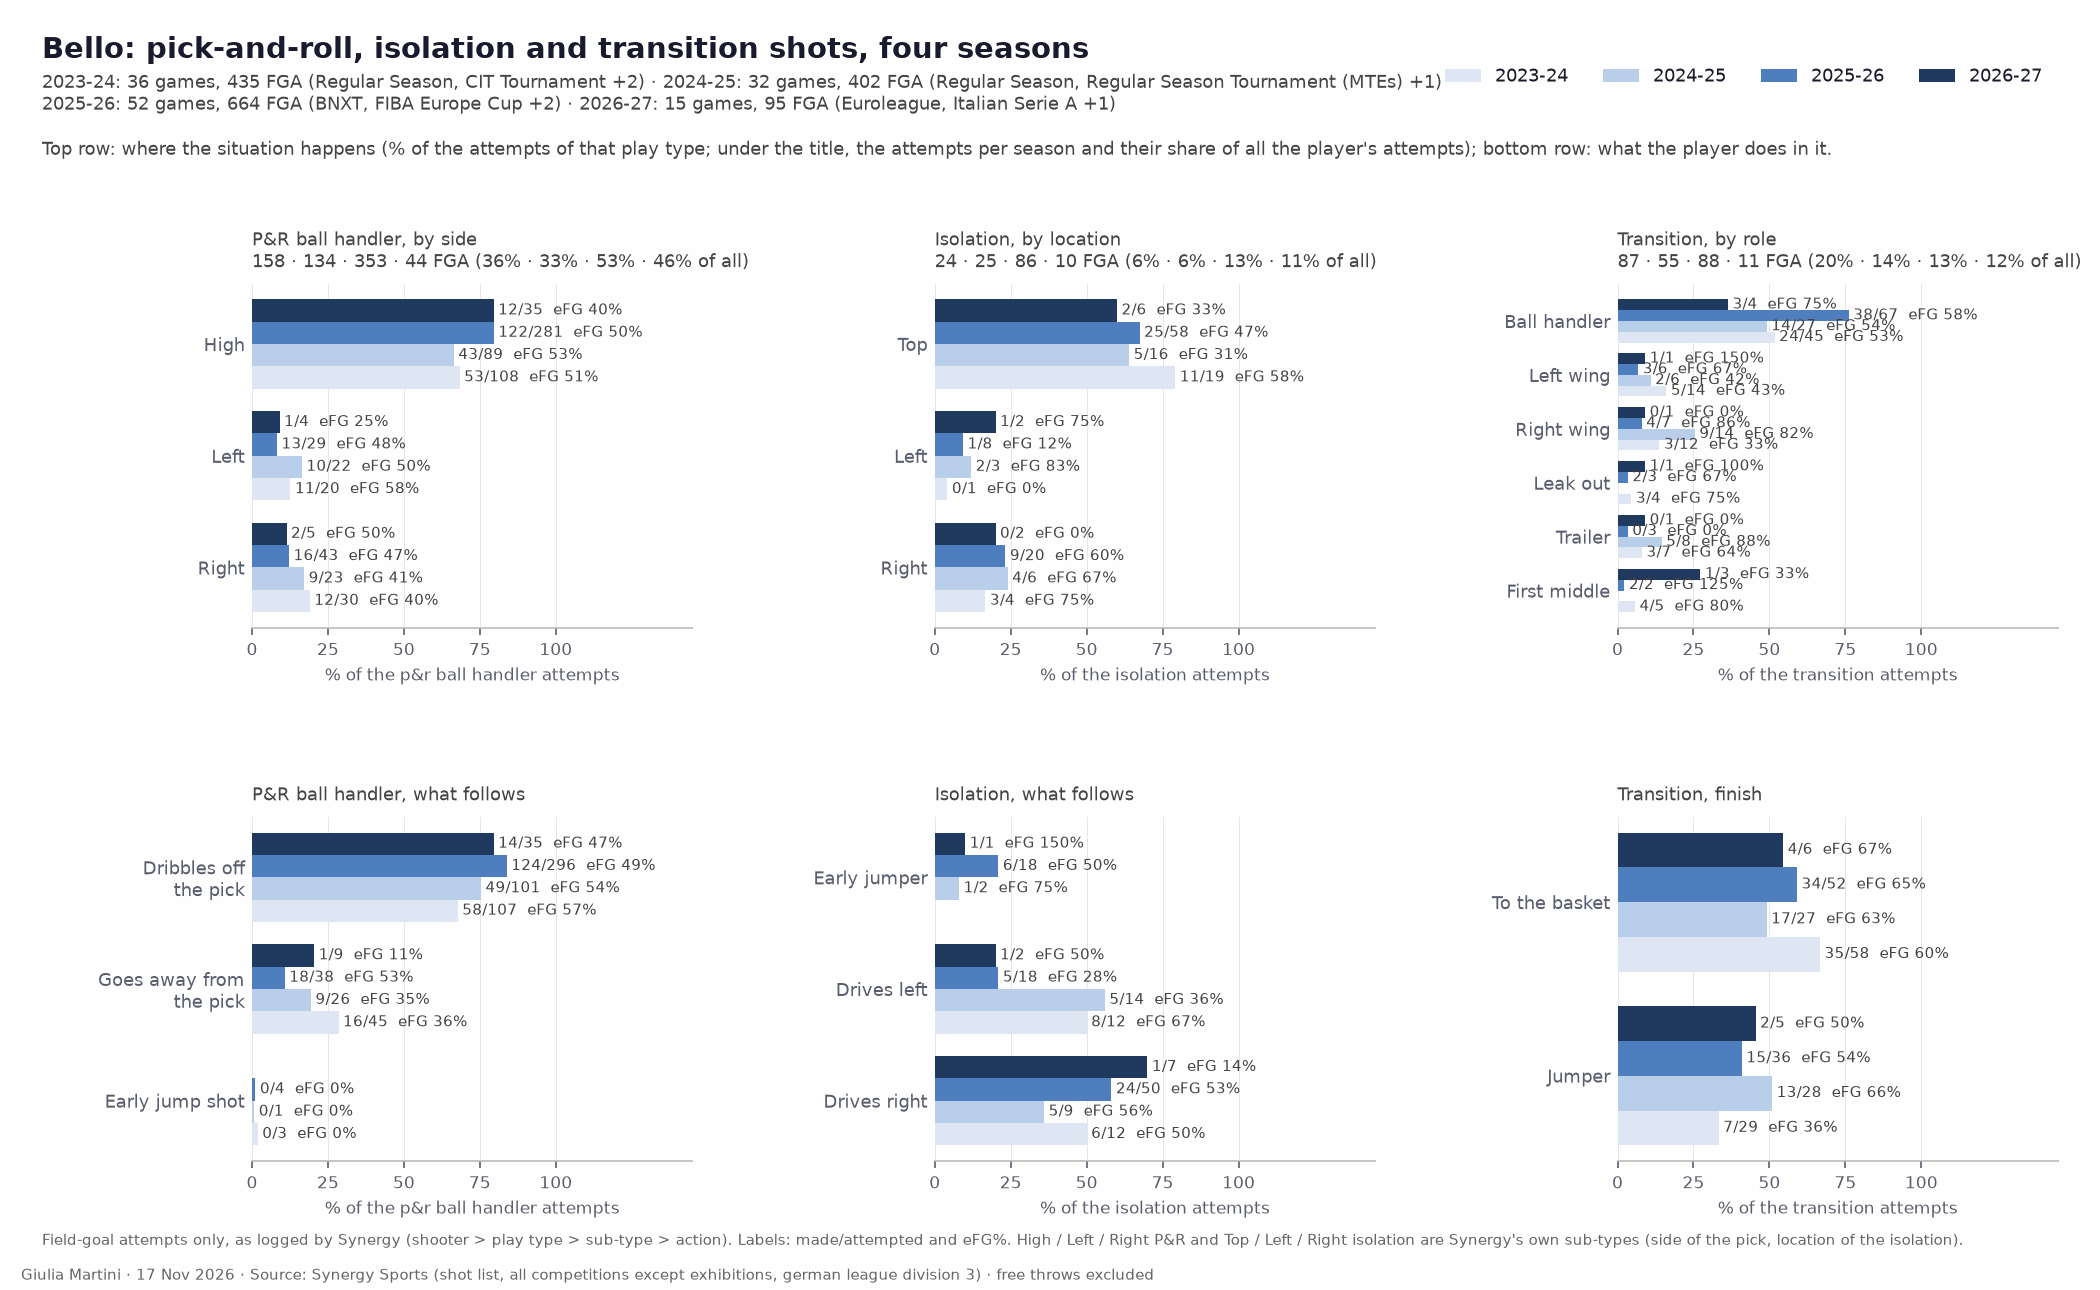 Bello: pick-and-roll, isolation and transition shots, four seasons
2023-24: 36 games, 435 FGA (Regular Season, CIT Tournament +2) · 2024-25: 32 games, 402 FGA (Regular Season, Regular Season Tournament (MTEs) +1)
2025-26: 52 games, 664 FGA (BNXT, FIBA Europe Cup +2) · 2026-27: 15 games, 95 FGA (Euroleague, Italian Serie A +1)
2023-24 2024-25 2025-26 2026-27
Top row: where the situation happens (% of the attempts of that play type; under the title, the attempts per season and their share of all the player's attempts); bottom row: what the player does in it.
P&R ball handler, by side
158 · 134 · 353 · 44 FGA (36% · 33% · 53% · 46% of all)
High
12/35 eFG 40%
122/281 eFG 50%
43/89 eFG 53%
53/108 eFG 51%
Left
1/4 eFG 25%
13/29 eFG 48%
10/22 eFG 50%
11/20 eFG 58%
Right
2/5 eFG 50%
16/43 eFG 47%
9/23 eFG 41%
12/30 eFG 40%
0 25 50 75 100
% of the p&r ball handler attempts
Isolation, by location
24 · 25 · 86 · 10 FGA (6% · 6% · 13% · 11% of all)
Top
2/6 eFG 33%
25/58 eFG 47%
5/16 eFG 31%
11/19 eFG 58%
Left
1/2 eFG 75%
1/8 eFG 12%
2/3 eFG 83%
0/1 eFG 0%
Right
0/2 eFG 0%
9/20 eFG 60%
4/6 eFG 67%
3/4 eFG 75%
0 25 50 75 100
% of the isolation attempts
Transition, by role
87 · 55 · 88 · 11 FGA (20% · 14% · 13% · 12% of all)
Ball handler
3/4 eFG 75%
38/67 eFG 58%
14/27 eFG 54%
24/45 eFG 53%
Left wing
1/1 eFG 150%
3/6 eFG 67%
2/6 eFG 42%
5/14 eFG 43%
Right wing
0/1 eFG 0%
4/7 eFG 86%
9/14 eFG 82%
3/12 eFG 33%
Leak out
1/1 eFG 100%
2/3 eFG 67%
3/4 eFG 75%
Trailer
0/1 eFG 0%
0/3 eFG 0%
5/8 eFG 88%
3/7 eFG 64%
First middle
1/3 eFG 33%
2/2 eFG 125%
4/5 eFG 80%
0 25 50 75 100
% of the transition attempts
P&R ball handler, what follows
Dribbles off
the pick
14/35 eFG 47%
124/296 eFG 49%
49/101 eFG 54%
58/107 eFG 57%
Goes away from
the pick
1/9 eFG 11%
18/38 eFG 53%
9/26 eFG 35%
16/45 eFG 36%
Early jump shot
0/4 eFG 0%
0/1 eFG 0%
0/3 eFG 0%
0 25 50 75 100
% of the p&r ball handler attempts
Isolation, what follows
Early jumper
1/1 eFG 150%
6/18 eFG 50%
1/2 eFG 75%
Drives left
1/2 eFG 50%
5/18 eFG 28%
5/14 eFG 36%
8/12 eFG 67%
Drives right
1/7 eFG 14%
24/50 eFG 53%
5/9 eFG 56%
6/12 eFG 50%
0 25 50 75 100
% of the isolation attempts
Transition, finish
To the basket
4/6 eFG 67%
34/52 eFG 65%
17/27 eFG 63%
35/58 eFG 60%
Jumper
2/5 eFG 50%
15/36 eFG 54%
13/28 eFG 66%
7/29 eFG 36%
0 25 50 75 100
% of the transition attempts
Field-goal attempts only, as logged by Synergy (shooter > play type > sub-type > action). Labels: made/attempted and eFG%. High / Left / Right P&R and Top / Left / Right isolation are Synergy's own sub-types (side of the pick, location of the isolation).
Giulia Martini · 17 Nov 2026 · Source: Synergy Sports (shot list, all competitions except exhibitions, german league division 3) · free throws excluded